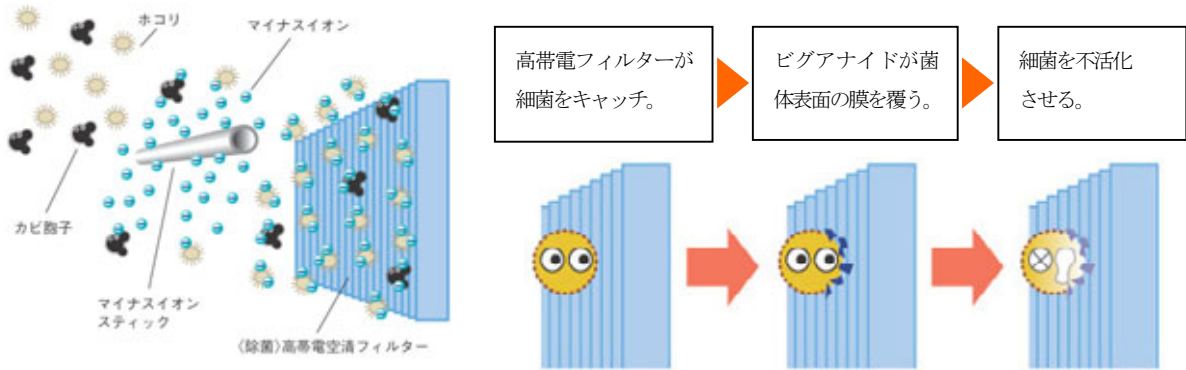 ホコリ
マイナスイオン
カビ胞子
マイナスイオン
スティック
〈除菌〉高帯電空清フィルター
高帯電フィルターが
細菌をキャッチ。
ビグアナイドが菌
体表面の膜を覆う。
細菌を不活化
させる。